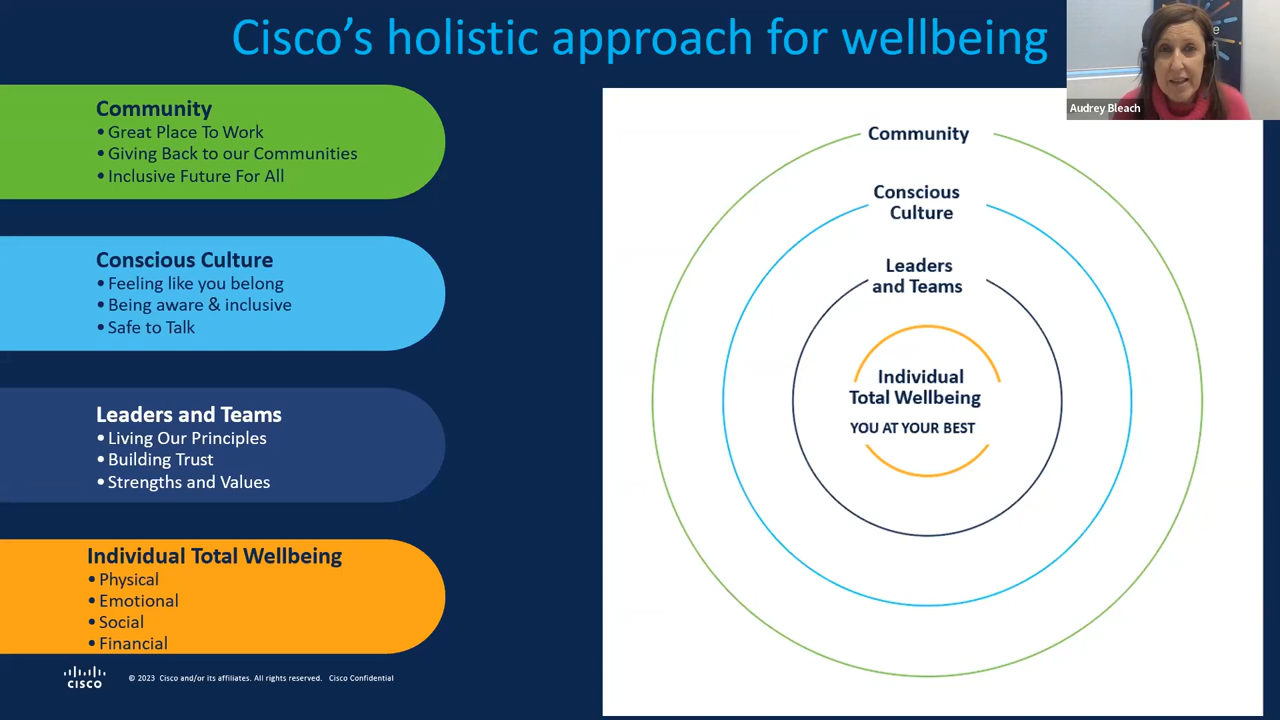 Cisco's holistic approach for wellbeing
Audrey Bleach
Community
• Great Place To Work
• Giving Back to our Communities
• Inclusive Future For All
Conscious Culture
• Feeling like you belong
• Being aware & inclusive
• Safe to Talk
Leaders and Teams
• Living Our Principles
• Building Trust
• Strengths and Values
Individual Total Wellbeing
• Physical
• Emotional
• Social
• Financial
CISCO
© 2023 Cisco and/or its affiliates. All rights reserved. Cisco Confidential
Community
Conscious
Culture
Leaders
and Teams
Individual
Total Wellbeing
YOU AT YOUR BEST